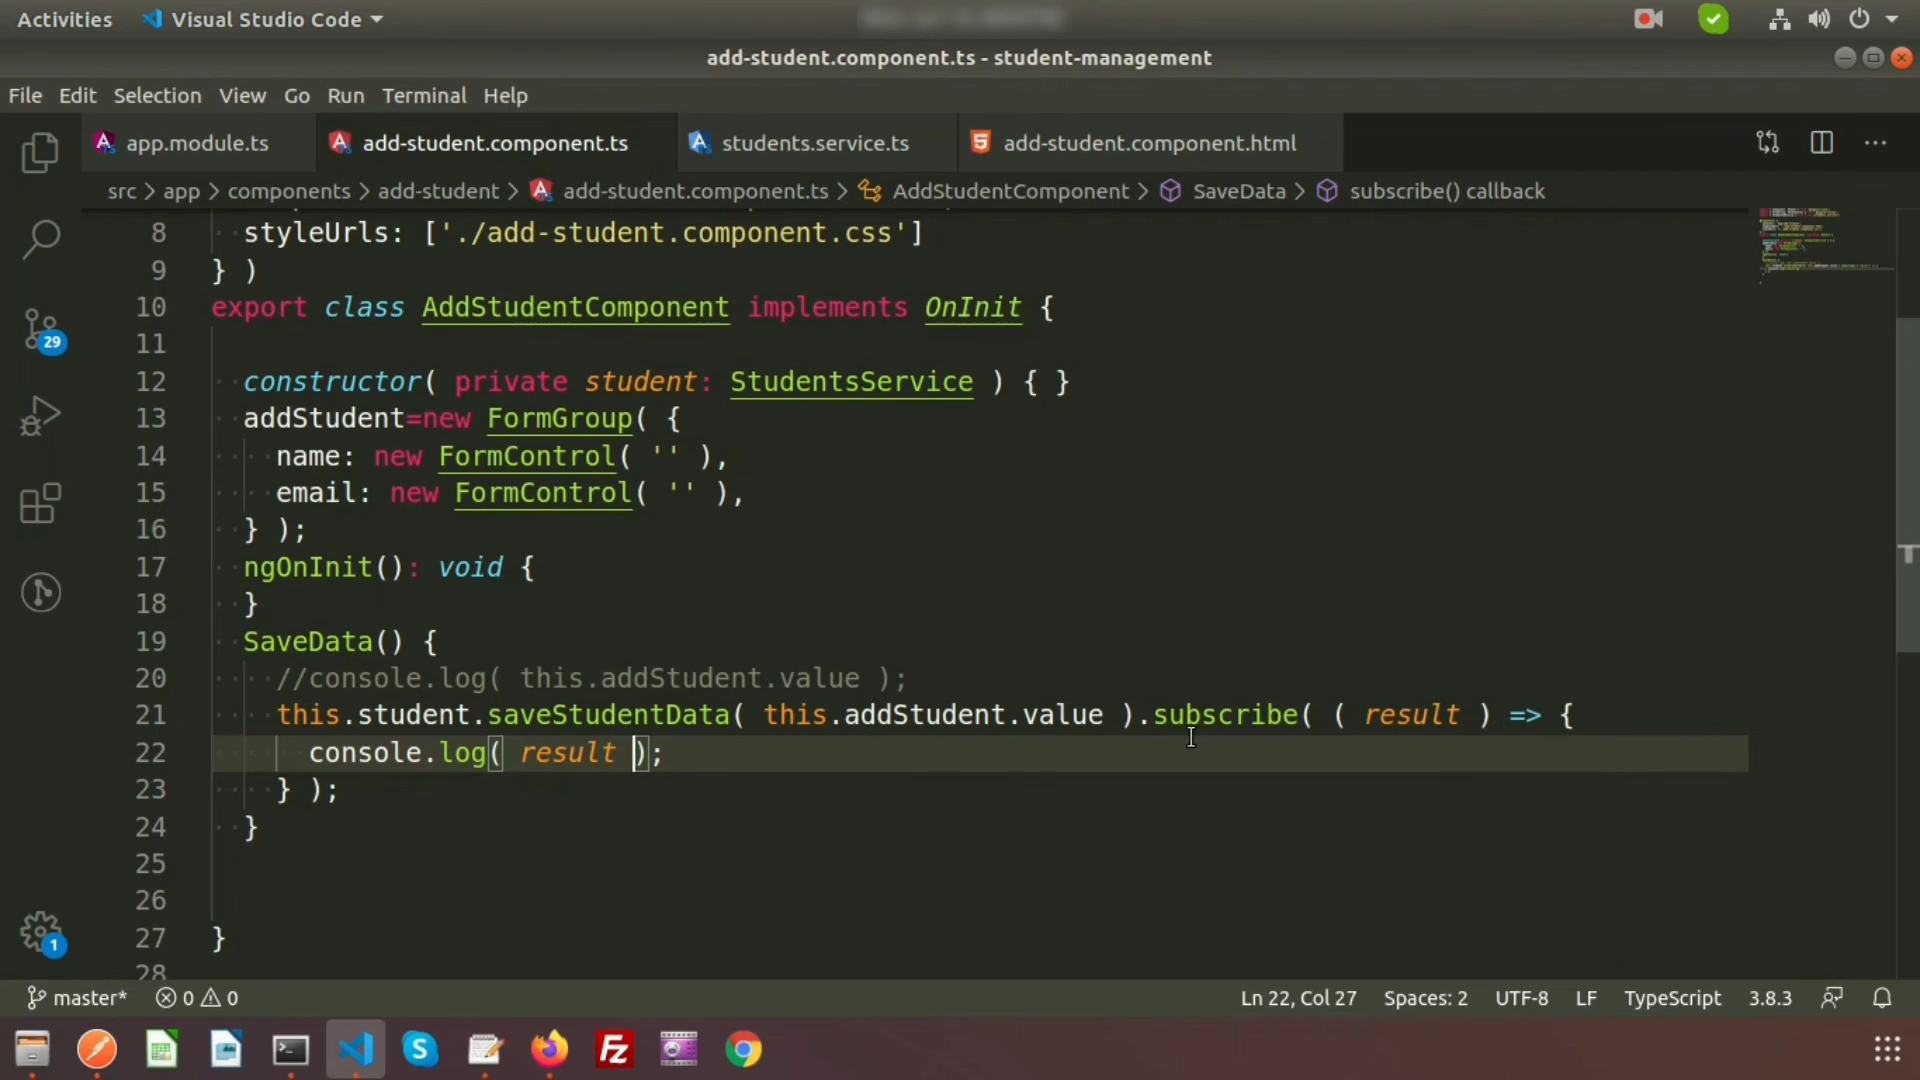 Activities Visual Studio Code
add-student.component.ts - student-management
File Edit Selection View Go Run Terminal Help
app.module.ts add-student.component.ts students.service.ts add-student.component.html
src > app > components > add-student > add-student.component.ts > AddStudentComponent > SaveData > subscribe() callback
8 styleUrls: ['./add-student.component.css']
9 } )
10 export class AddStudentComponent implements OnInit {
11
12 constructor( private student: StudentsService ) { }
13 addStudent=new FormGroup( {
14 name: new FormControl( '' ),
15 email: new FormControl( '' ),
16 } );
17 ngOnInit(): void {
18 }
19 SaveData() {
20 //console.log( this.addStudent.value );
21 this.student.saveStudentData( this.addStudent.value ).subscribe( ( result ) => {
22 console.log( result );
23 } );
24 }
25
26
27 }
28
29
1
master* 0 0 Ln 22, Col 27 Spaces: 2 UTF-8 LF TypeScript 3.8.3